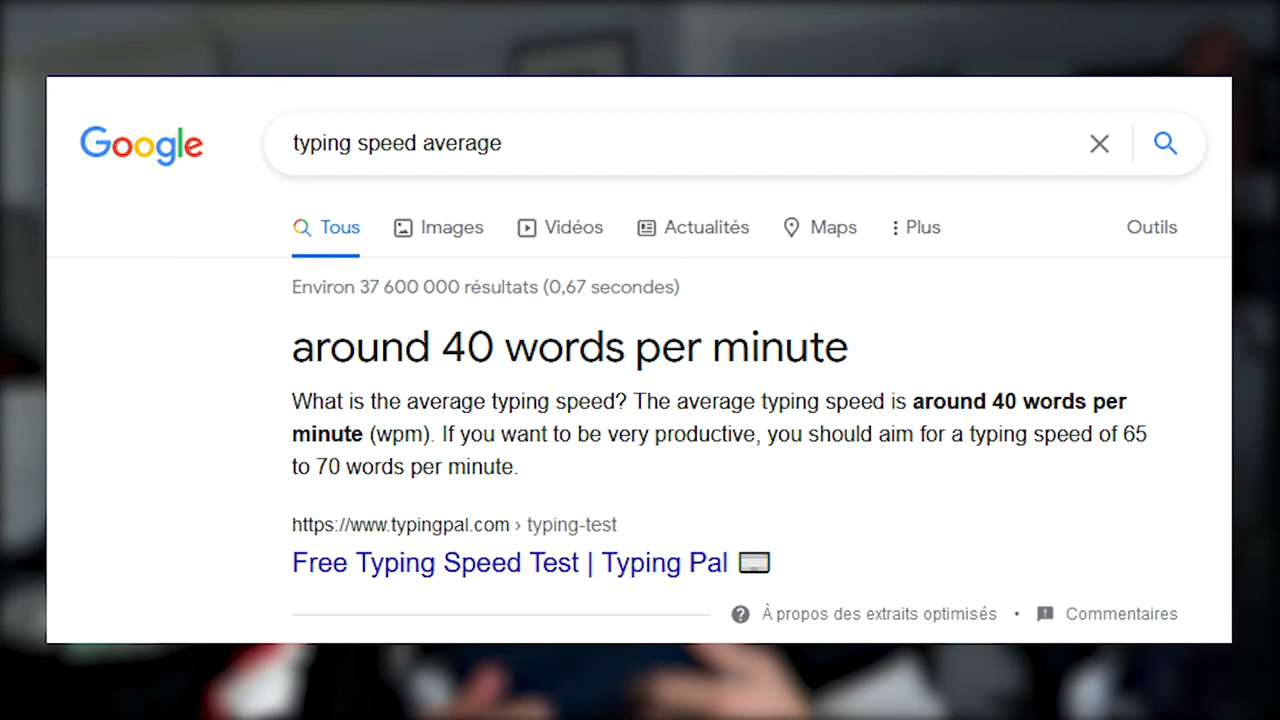 Google
typing speed average
Tous Images Vidéos Actualités Maps Plus Outils
Environ 37 600 000 résultats (0,67 secondes)
around 40 words per minute
What is the average typing speed? The average typing speed is around 40 words per
minute (wpm). If you want to be very productive, you should aim for a typing speed of 65
to 70 words per minute.
https://www.typingpal.com › typing-test
Free Typing Speed Test | Typing Pal
À propos des extraits optimisés • Commentaires